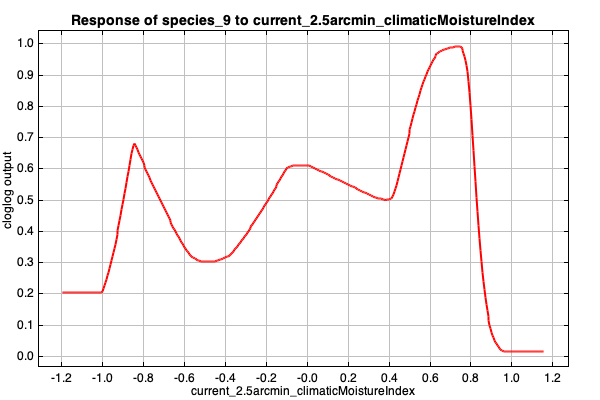 Response of species_9 to current_2.5arcmin_climaticMoistureIndex
1.0
0.9
0.8
0.7
0.6
0.5
0.4
0.3
0.2
0.1
0.0
cloglog output
-1.2 -1.0 -0.8 -0.6 -0.4 -0.2 -0.0 0.2 0.4 0.6 0.8 1.0 1.2
current_2.5arcmin_climaticMoistureIndex